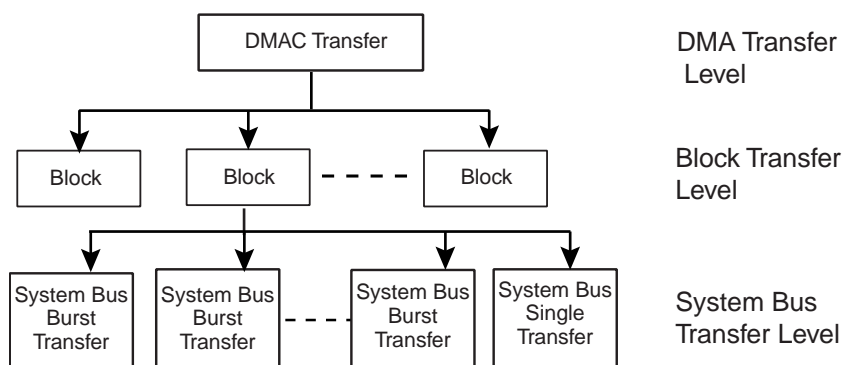 DMAC Transfer
DMA Transfer
Level
Block
Block
Block
Block Transfer
Level
System Bus
Burst
Transfer
System Bus
Burst
Transfer
System Bus
Burst
Transfer
System Bus
Single
Transfer
System Bus
Transfer Level